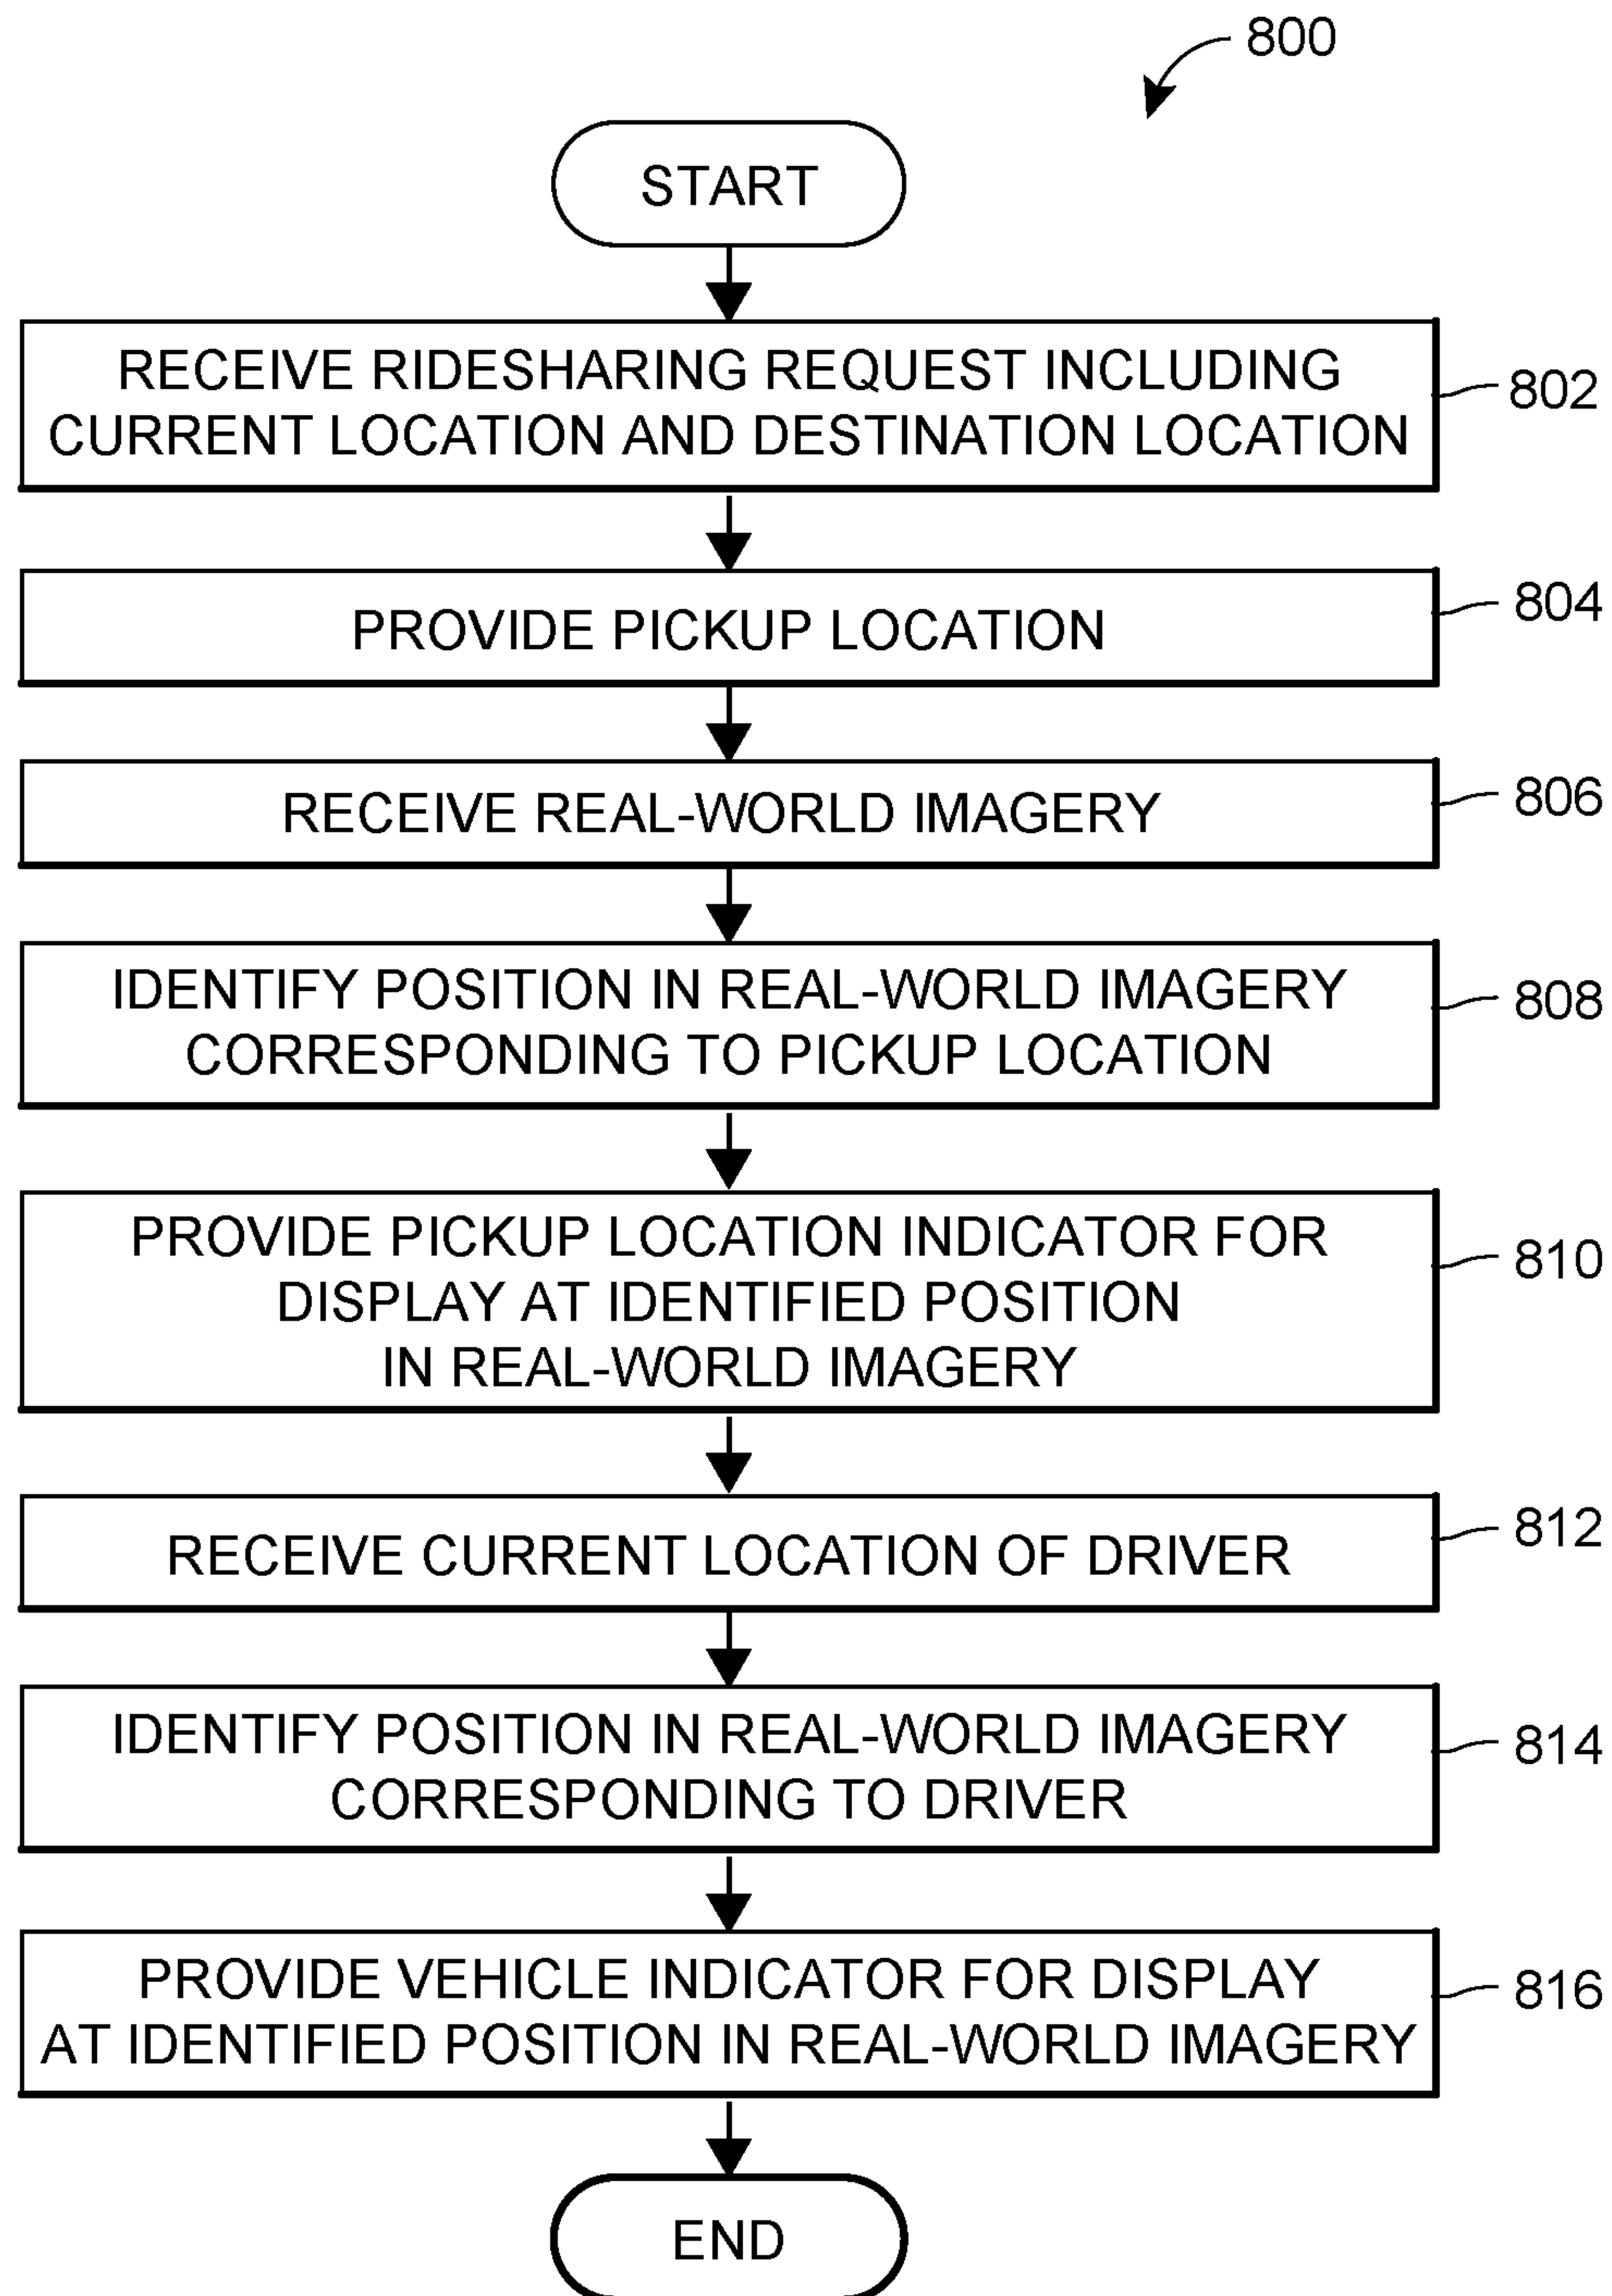 800
START
RECEIVE RIDESHARING REQUEST INCLUDING
CURRENT LOCATION AND DESTINATION LOCATION
802
PROVIDE PICKUP LOCATION
804
RECEIVE REAL-WORLD IMAGERY
806
IDENTIFY POSITION IN REAL-WORLD IMAGERY
CORRESPONDING TO PICKUP LOCATION
808
PROVIDE PICKUP LOCATION INDICATOR FOR
DISPLAY AT IDENTIFIED POSITION
IN REAL-WORLD IMAGERY
810
RECEIVE CURRENT LOCATION OF DRIVER
812
IDENTIFY POSITION IN REAL-WORLD IMAGERY
CORRESPONDING TO DRIVER
814
PROVIDE VEHICLE INDICATOR FOR DISPLAY
AT IDENTIFIED POSITION IN REAL-WORLD IMAGERY
816
END